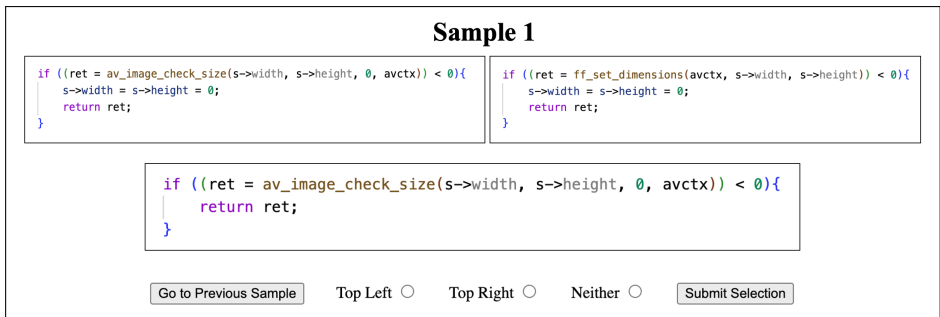 Sample 1
if ((ret = av_image_check_size(s->width, s->height, 0, avctx)) < 0){
    s->width = s->height = 0;
    return ret;
}
if ((ret = ff_set_dimensions(avctx, s->width, s->height)) < 0){
    s->width = s->height = 0;
    return ret;
}
if ((ret = av_image_check_size(s->width, s->height, 0, avctx)) < 0){
    return ret;
}
Go to Previous Sample Top Left Top Right Neither Submit Selection